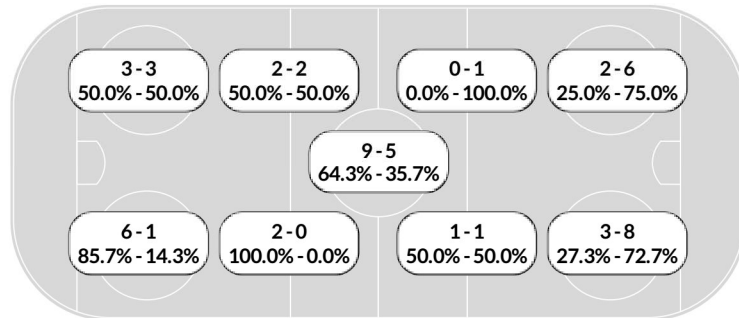 3 - 3
50.0% - 50.0%
2 - 2
50.0% - 50.0%
0 - 1
0.0% - 100.0%
2 - 6
25.0% - 75.0%
9 - 5
64.3% - 35.7%
6 - 1
85.7% - 14.3%
2 - 0
100.0% - 0.0%
1 - 1
50.0% - 50.0%
3 - 8
27.3% - 72.7%